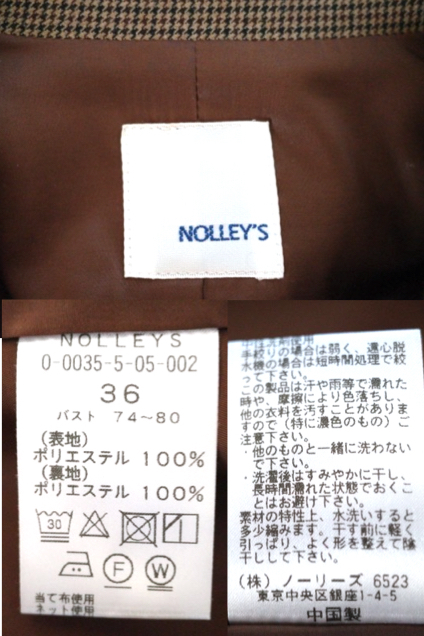 NOLLEY'S
NOLLEYS
0-0035-5-05-002
36
バスト 74～80
(表地)
ポリエステル 100%
(裏地)
ポリエステル 100%
30
F
W
当て布使用
ネット使用
中性洗剤使用
手絞りの場合は弱く、遠心脱
水機の場合は短時間処理で絞
って下さい。
この製品は汗や雨等で濡れた
時や、摩擦により色落ちし、
他の衣料を汚すことがありま
すので(特に濃色のもの)ご
注意下さい。
・他のものと一緒に洗わない
で下さい。
・洗濯後はすみやかに干し、
長時間濡れた状態でおくこ
とはお避け下さい。
素材の特性上、水洗いすると
多少縮みます。干す前に軽く
引っぱり、よく形を整えて陰
干しして下さい。
(株) ノーリーズ 6523
東京中央区銀座1-4-5
中国製